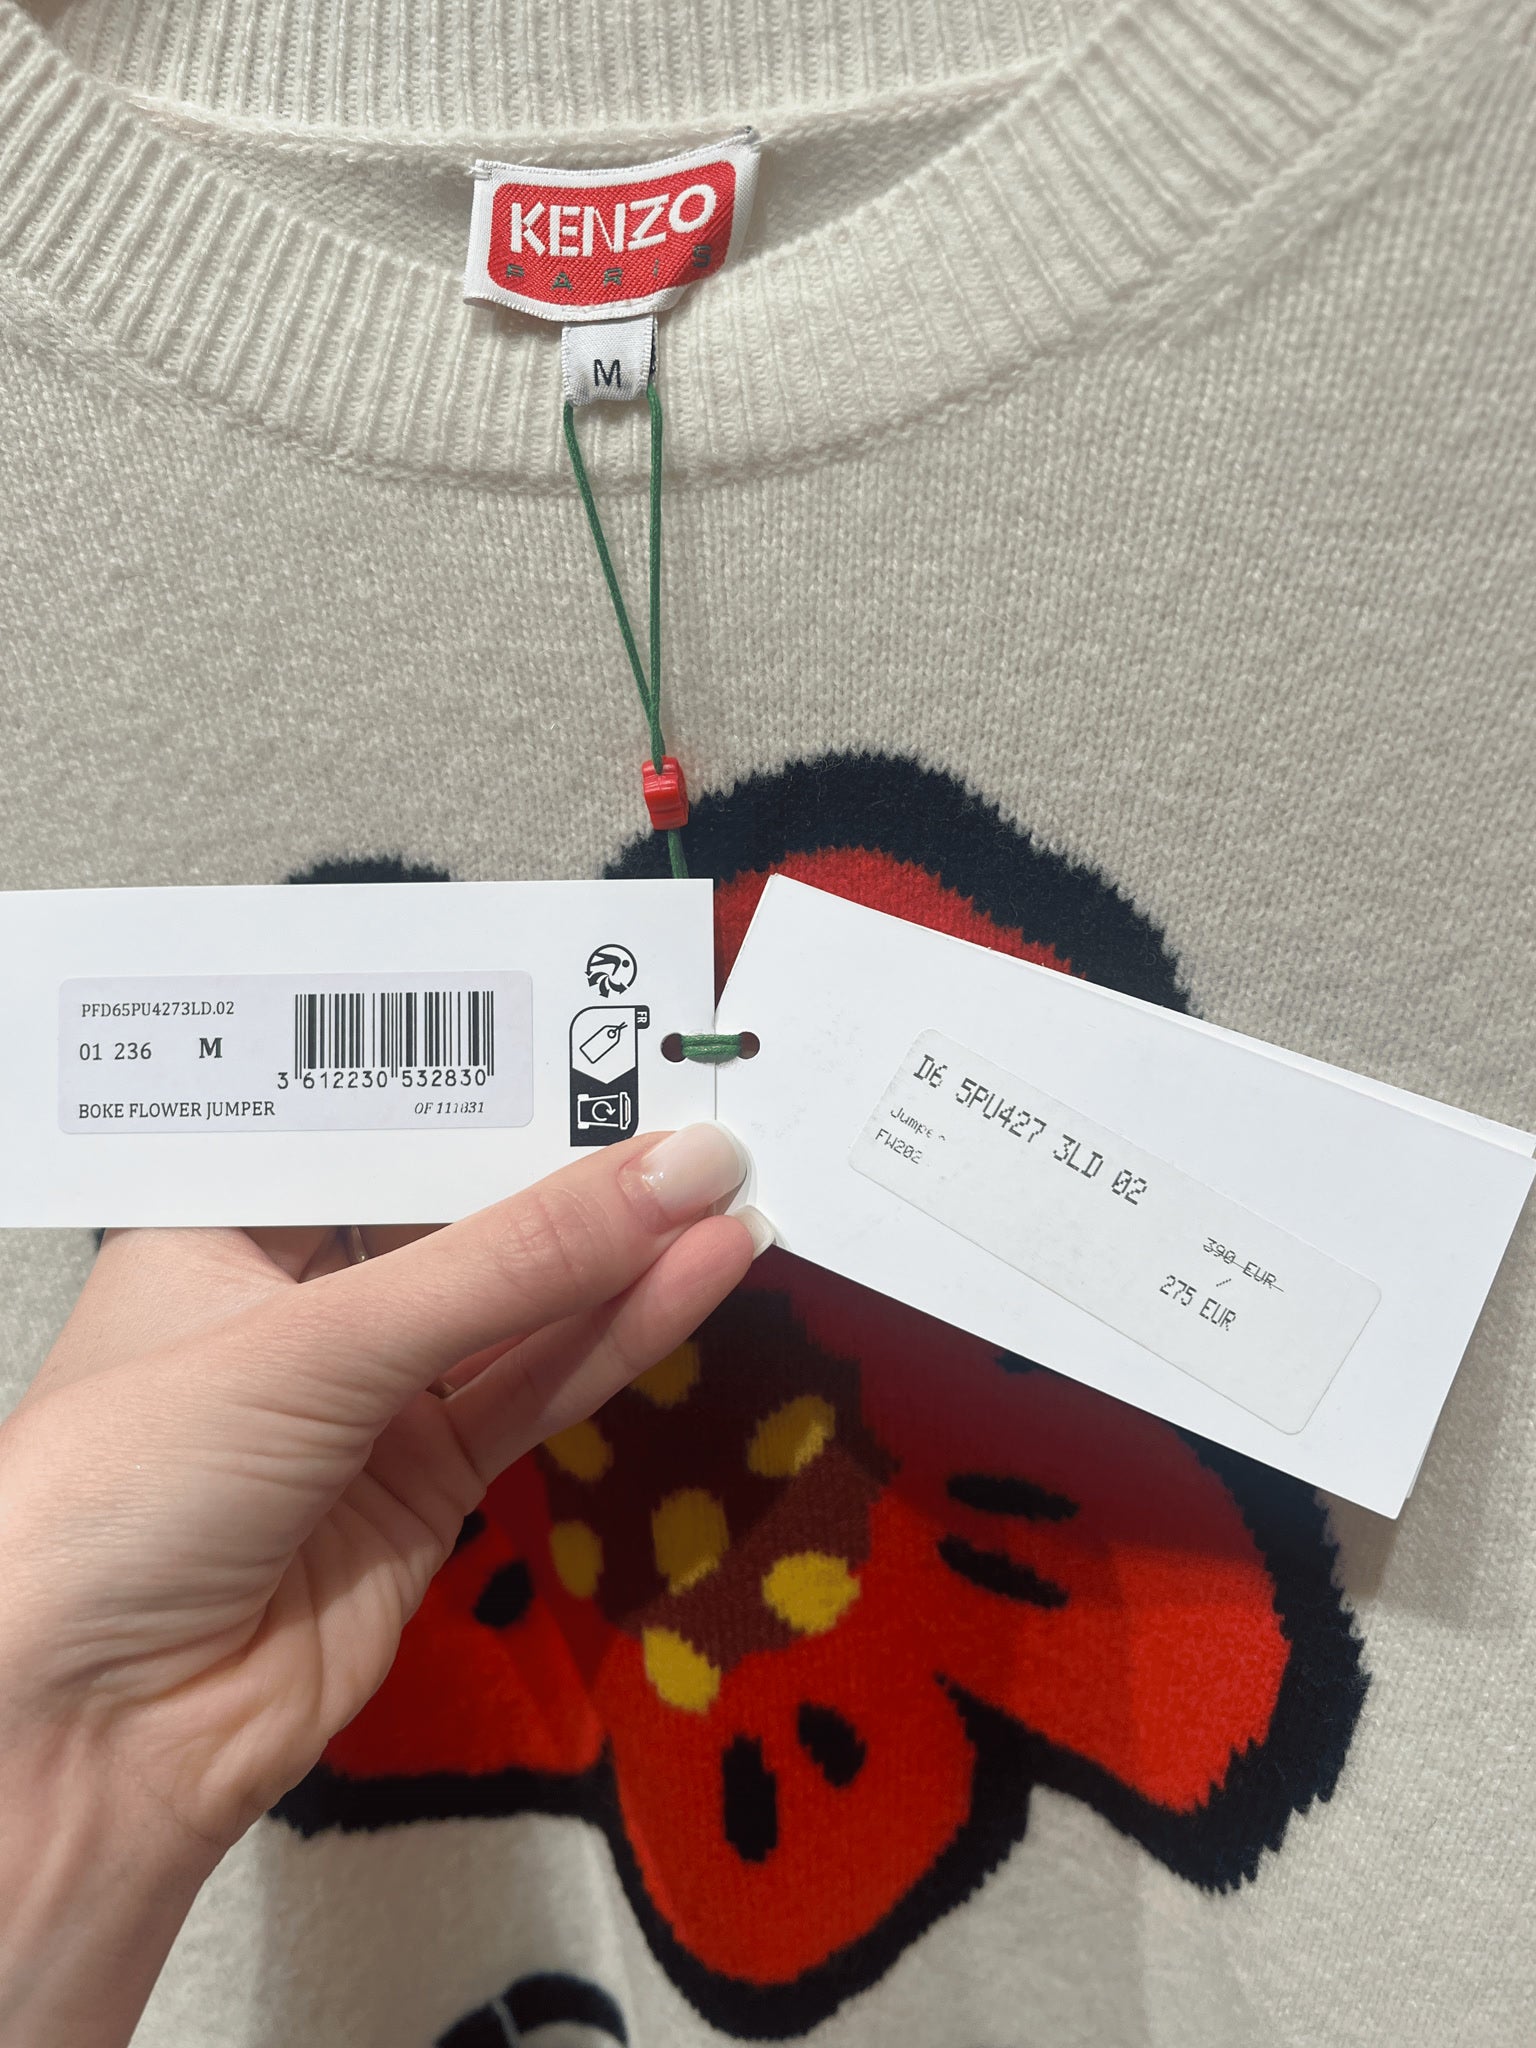 KENZO
PARIS
M
PFD65PU4273LD.02
01 236 M
3 612230 532830
BOKE FLOWER JUMPER
OF 111831
FR
D6 5PU427 3LD 02
FW202
390 EUR
/
275 EUR